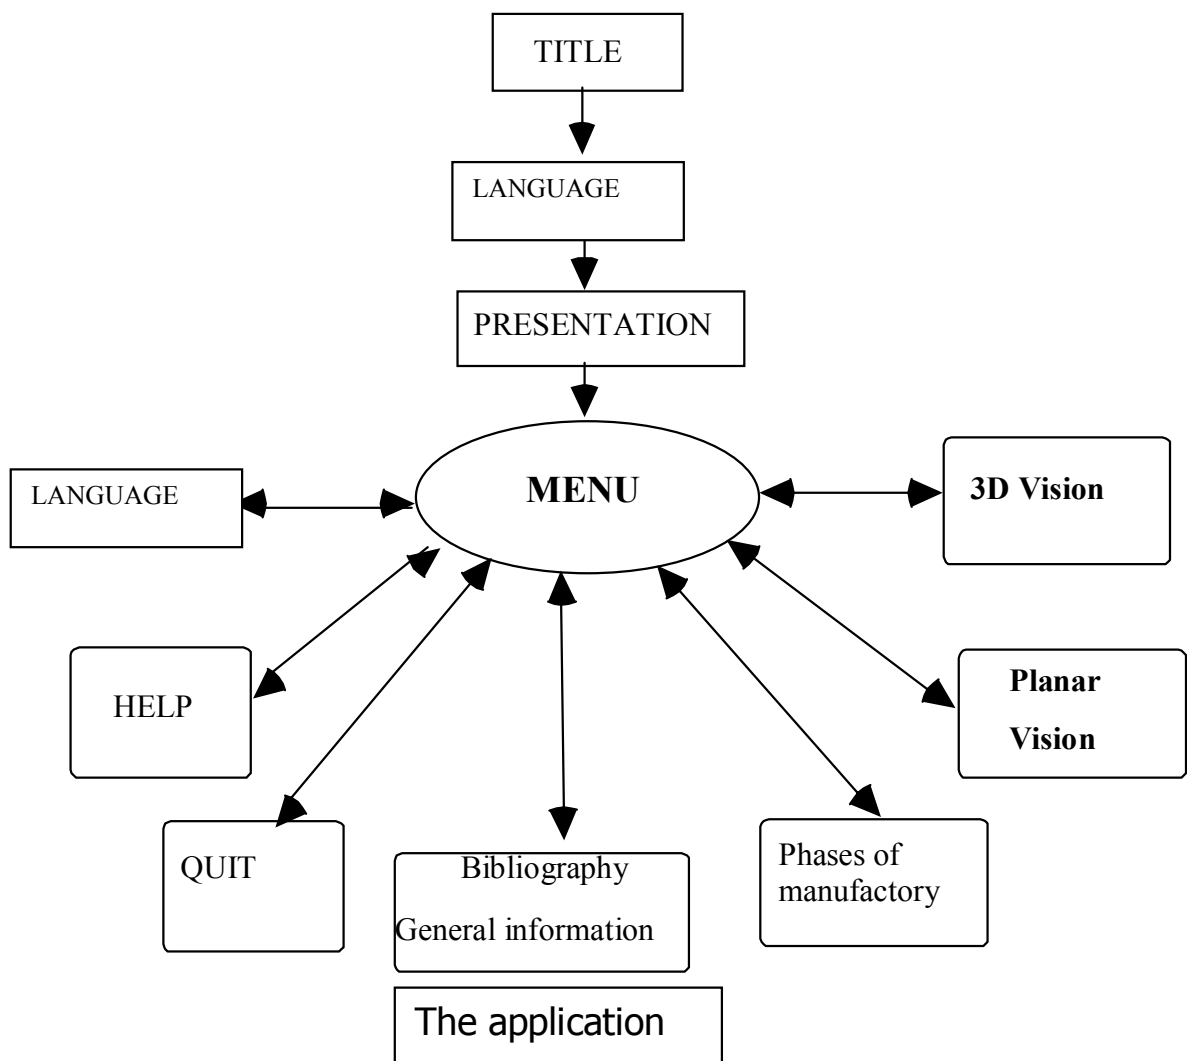 TITLE
LANGUAGE
PRESENTATION
MENU
3D Vision
LANGUAGE
Planar
Vision
HELP
QUIT
Bibliography
General information
Phases of
manufactory
The application